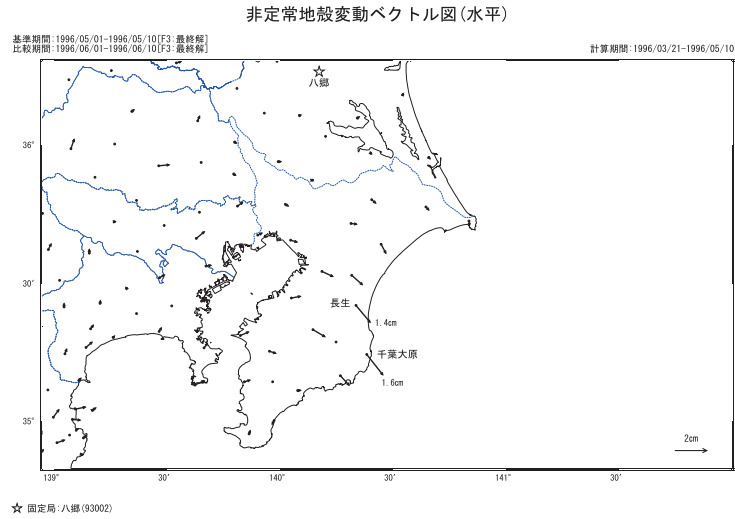 非定常地殻変動ベクトル図(水平)
基準期間:1996/05/01-1996/05/10[F3:最終解]
比較期間:1996/06/01-1996/06/10[F3:最終解]
計算期間:1996/03/21-1996/05/10
八郷
36°
30′
長生
1.4cm
千葉大原
1.6cm
35°
2cm
139° 30′ 140° 30′ 141° 30′
☆ 固定局:八郷(93002)